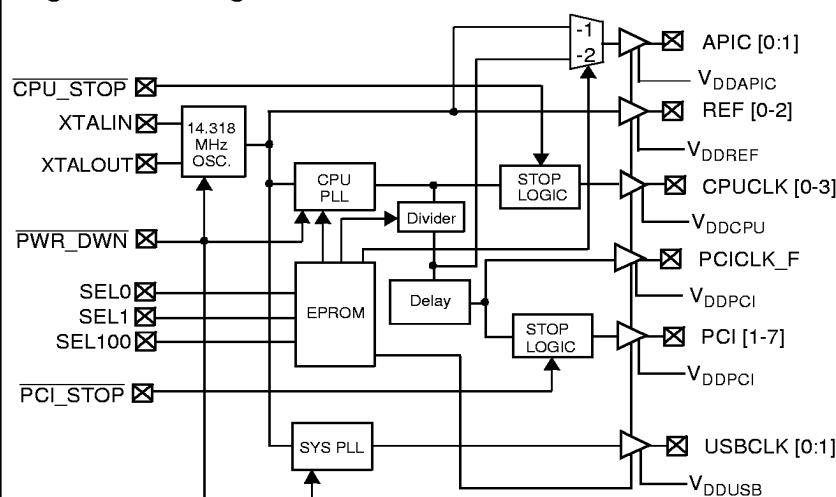 -1
-2
APIC [0:1]
VDDAPIC
CPU_STOP
REF [0-2]
XTALIN
14.318
MHz
OSC.
VDDREF
XTALOUT
CPU
PLL
STOP
LOGIC
CPUCLK [0-3]
Divider
VDDCPU
PWR_DWN
PCICLK_F
SEL0
EPROM
Delay
VDDPCI
SEL1
STOP
LOGIC
PCI [1-7]
SEL100
VDDPCI
PCI_STOP
SYS PLL
USBCLK [0:1]
VDDUSB